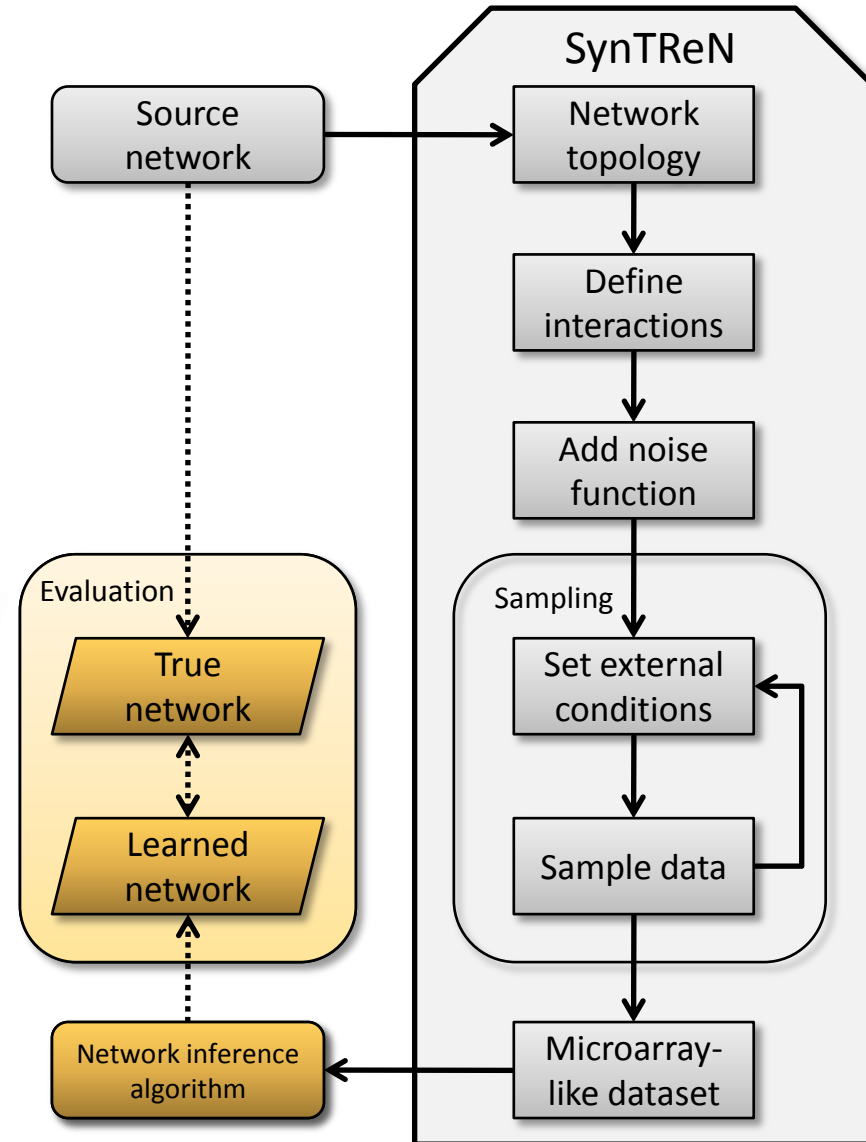 SynTReN
Source
network
Network
topology
Define
interactions
Add noise
function
Evaluation
Sampling
True
network
Set external
conditions
Learned
network
Sample data
Network inference
algorithm
Microarray-
like dataset